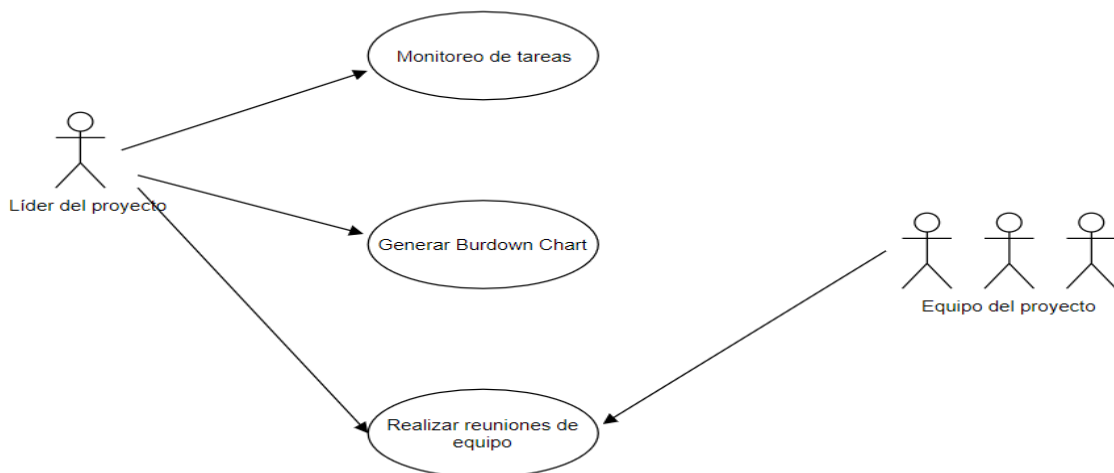 Monitoreo de tareas
Líder del proyecto
Generar Burdown Chart
Equipo del proyecto
Realizar reuniones de
equipo